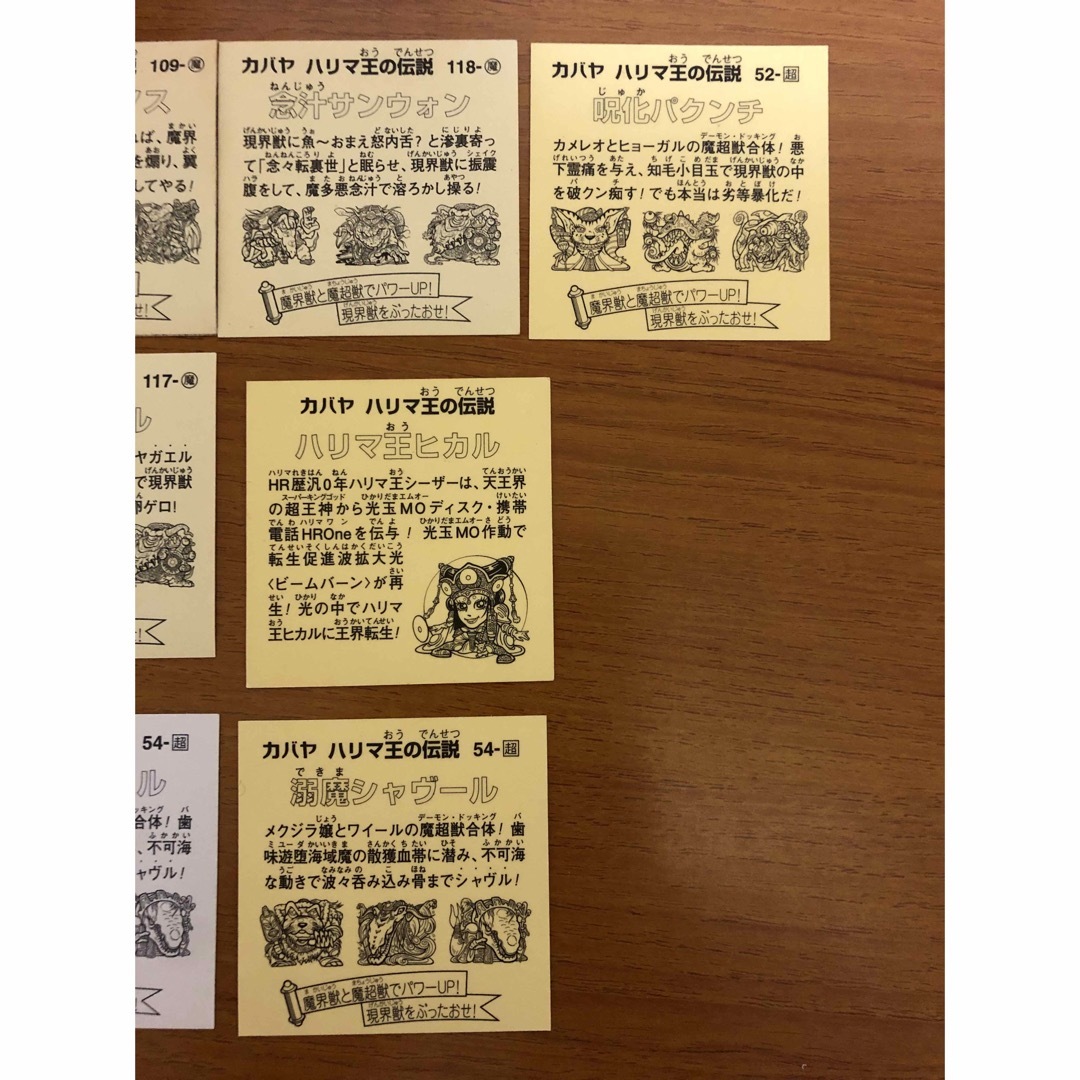 109-魔
ス
れば、魔界
を煽り、翼
してやる!
カバヤ ハリマ王の伝説 118-魔
念汁サンウォン
現界獣に魚〜?おまえ怒内舌?と滲裏寄っ
て「念々転裏世」と眠らせ、現界獣に振震
腹をして、魔多悪念汁で溶ろかし操る!
魔界獣と魔超獣でパワーUP!
現界獣をぶったおせ!
カバヤ ハリマ王の伝説 52-超
呪化パクンチ
カメレオとヒョーガルの魔超獣合体! 悪
下霊痛を与え、知毛小目玉で現界獣の中
を破クン痴す! でも本当は劣等暴化だ!
魔界獣と魔超獣でパワーUP!
現界獣をぶったおせ!
117-魔
ル
ヤガエル
で現界獣
ゲロ!
カバヤ ハリマ王の伝説
ハリマ王ヒカル
HR歴汎0年ハリマ王シーザーは、天王界
の超王神から光玉MOディスク・携帯
電話HROneを伝与! 光玉MO作動で
転生促進波拡大光
〈ビームバーン〉が再
生! 光の中でハリマ
王ヒカルに王界転生!
54-超
ル
合体! 歯
、不可海
シャヴル!
カバヤ ハリマ王の伝説 54-超
溺魔シャヴール
メクジラ嬢とワイールの魔超獣合体! 歯
味遊堕海域魔の散獲血帯に潜み、不可海
な動きで波々呑み込み骨までシャヴル!
魔界獣と魔超獣でパワーUP!
現界獣をぶったおせ!